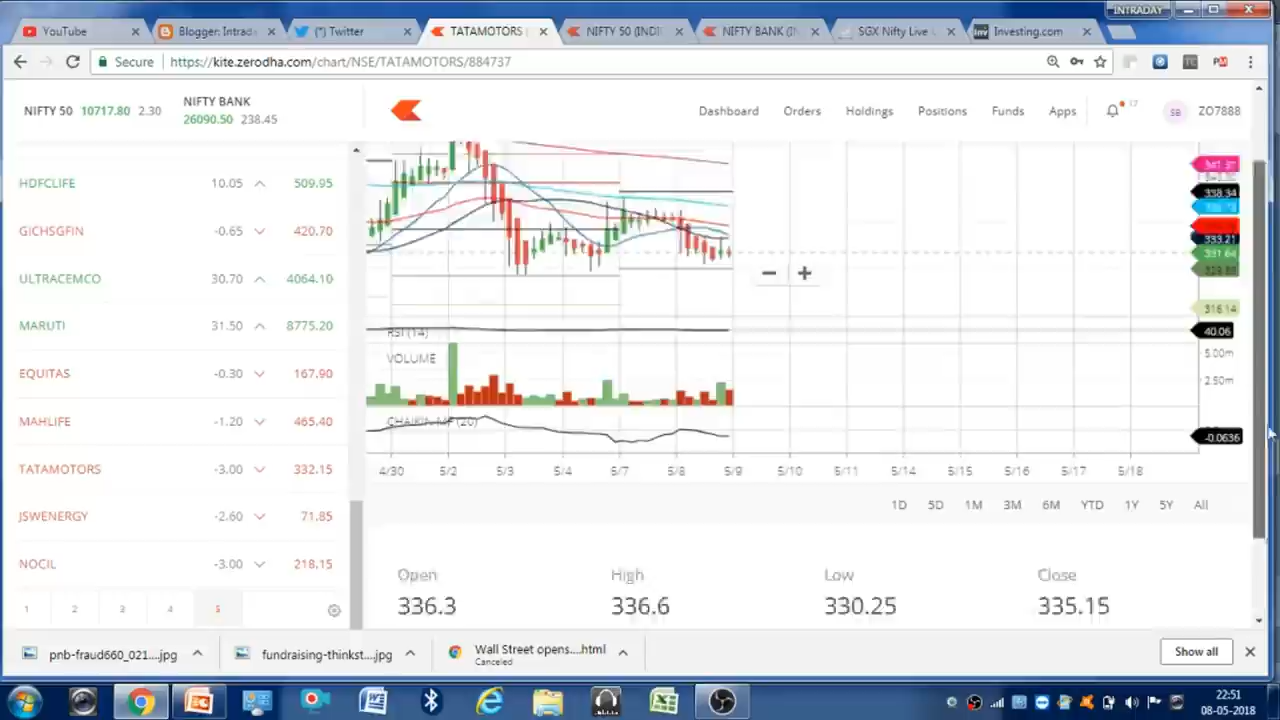 INTRADAY
YouTube
Blogger: Intrad
(*) Twitter
TATAMOTORS
NIFTY 50 (INDI
NIFTY BANK (IN
SGX Nifty Live
Investing.com
Secure
https://kite.zerodha.com/chart/NSE/TATAMOTORS/884737
NIFTY 50 10717.80 2.30
NIFTY BANK
26090.50 238.45
Dashboard Orders Holdings Positions Funds Apps 17 SB ZO7888
HDFCLIFE 10.05 509.95
GICHSGFIN -0.65 420.70
ULTRACEMCO 30.70 4064.10
MARUTI 31.50 8775.20
EQUITAS -0.30 167.90
MAHLIFE -1.20 465.40
TATAMOTORS -3.00 332.15
JSWENERGY -2.60 71.85
NOCIL -3.00 218.15
1 2 3 4 5
338.34
333.21
331.64
316.14
RSI (14)
40.06
VOLUME
5.00m
2.50m
CHAIKIN MF (20)
-0.0636
4/30 5/2 5/3 5/4 5/7 5/8 5/9 5/10 5/11 5/14 5/15 5/16 5/17 5/18
1D 5D 1M 3M 6M YTD 1Y 5Y All
Open High Low Close
336.3 336.6 330.25 335.15
pnb-fraud660_021....jpg
fundraising-thinkst....jpg
Wall Street opens....html
Canceled
Show all
22:51
08-05-2018